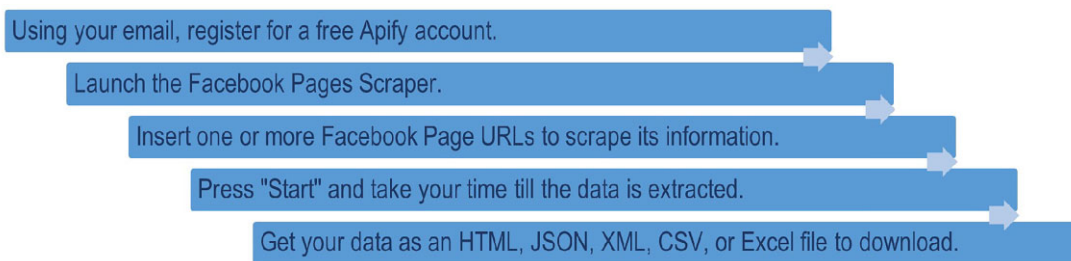 Using your email, register for a free Apify account.
Launch the Facebook Pages Scraper.
Insert one or more Facebook Page URLs to scrape its information.
Press "Start" and take your time till the data is extracted.
Get your data as an HTML, JSON, XML, CSV, or Excel file to download.